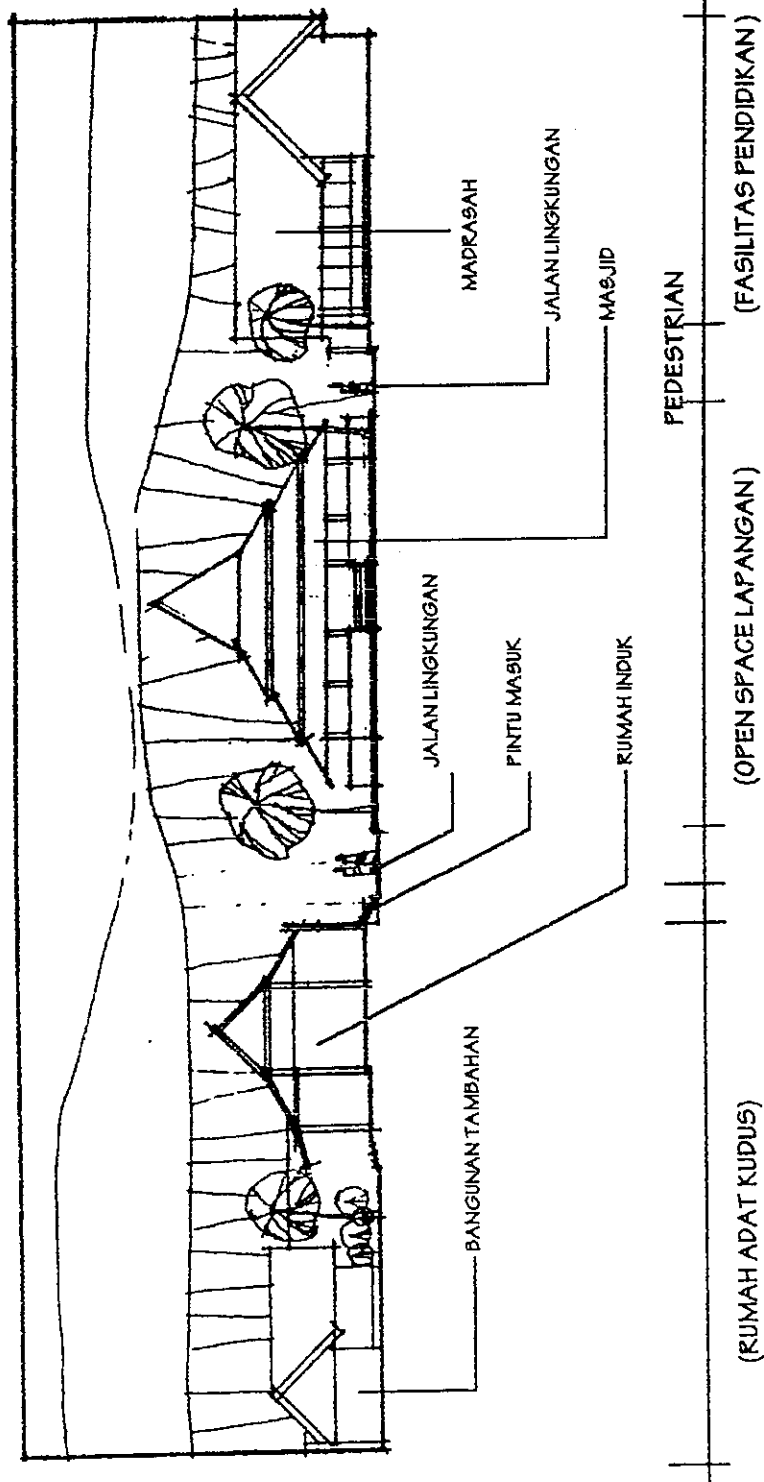 BANGUNAN TAMBAHAN
RUMAH INDUK
PINTU MASUK
JALAN LINGKUNGAN
MASJID
JALAN LINGKUNGAN
MADRASAH
PEDESTRIAN
(RUMAH ADAT KUDUS)
(OPEN SPACE LAPANGAN)
(FASILITAS PENDIDIKAN)